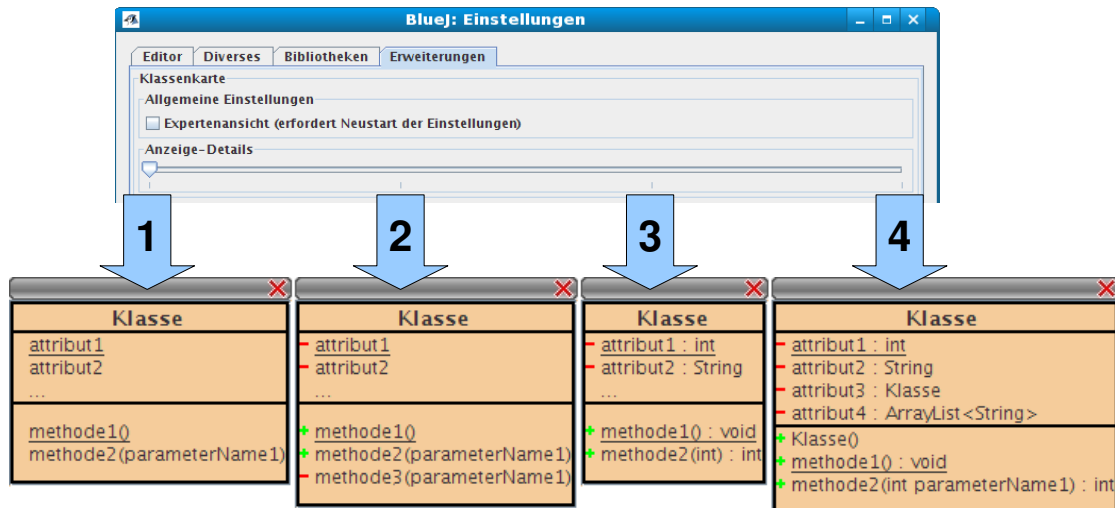 BlueJ: Einstellungen
Editor Diverses Bibliotheken Erweiterungen
Klassenkarte
Allgemeine Einstellungen
Expertenansicht (erfordert Neustart der Einstellungen)
Anzeige-Details
1
2
3
4
Klasse
attribut1
attribut2
...
methode1()
methode2(parameterName1)
Klasse
- attribut1
- attribut2
...
+ methode1()
+ methode2(parameterName1)
- methode3(parameterName1)
Klasse
- attribut1 : int
- attribut2 : String
...
+ methode1() : void
+ methode2(int) : int
Klasse
- attribut1 : int
- attribut2 : String
- attribut3 : Klasse
- attribut4 : ArrayList<String>
+ Klasse()
+ methode1() : void
+ methode2(int parameterName1) : int